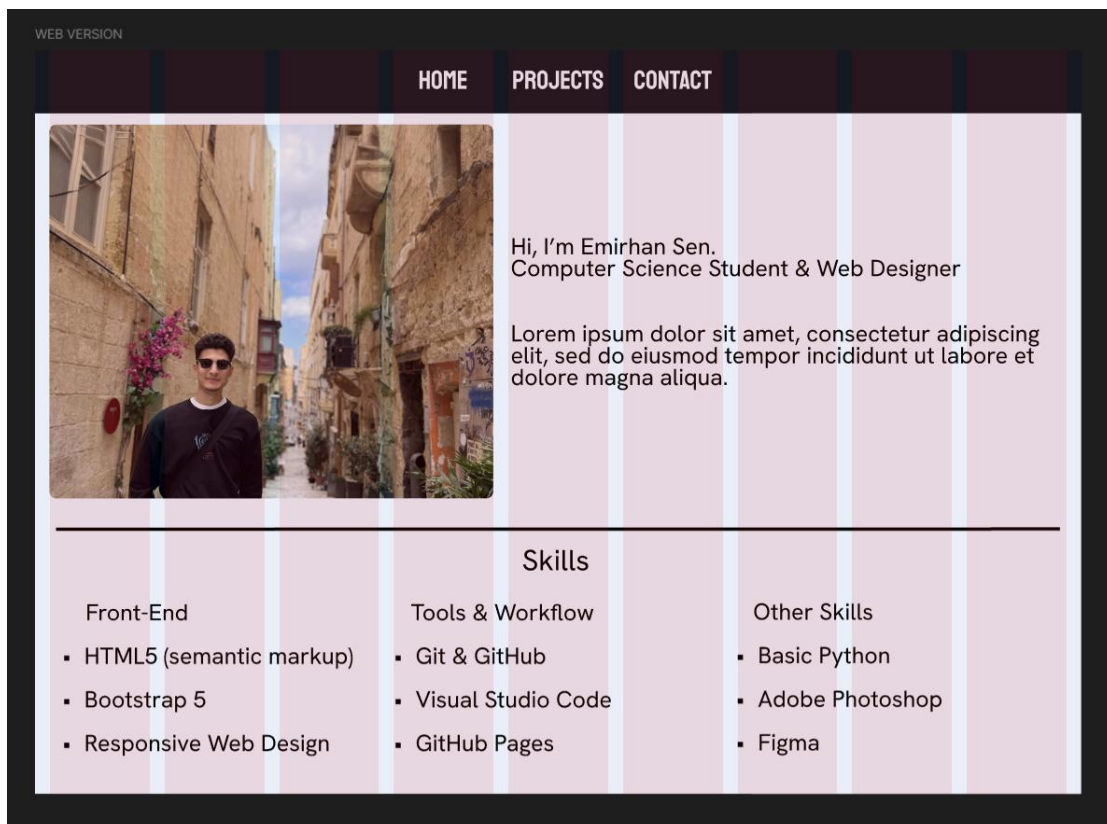 WEB VERSION
HOME PROJECTS CONTACT
Hi, I’m Emirhan Sen.
Computer Science Student & Web Designer
Lorem ipsum dolor sit amet, consectetur adipiscing
elit, sed do eiusmod tempor incididunt ut labore et
dolore magna aliqua.
Skills
Front-End
▪ HTML5 (semantic markup)
▪ Bootstrap 5
▪ Responsive Web Design
Tools & Workflow
▪ Git & GitHub
▪ Visual Studio Code
▪ GitHub Pages
Other Skills
▪ Basic Python
▪ Adobe Photoshop
▪ Figma